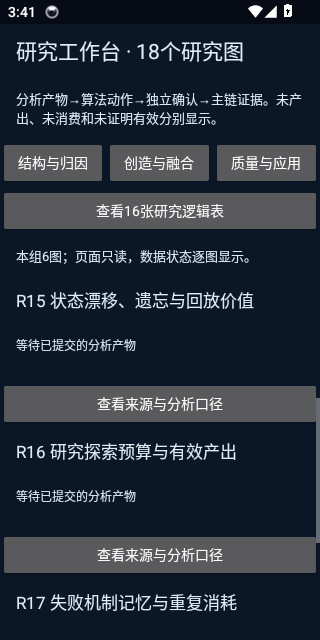 3:41
研究工作台 · 18个研究图
分析产物→算法动作→独立确认→主链证据。未产
出、未消费和未证明有效分别显示。
结构与归因
创造与融合
质量与应用
查看16张研究逻辑表
本组6图；页面只读，数据状态逐图显示。
R15 状态漂移、遗忘与回放价值
等待已提交的分析产物
查看来源与分析口径
R16 研究探索预算与有效产出
等待已提交的分析产物
查看来源与分析口径
R17 失败机制记忆与重复消耗